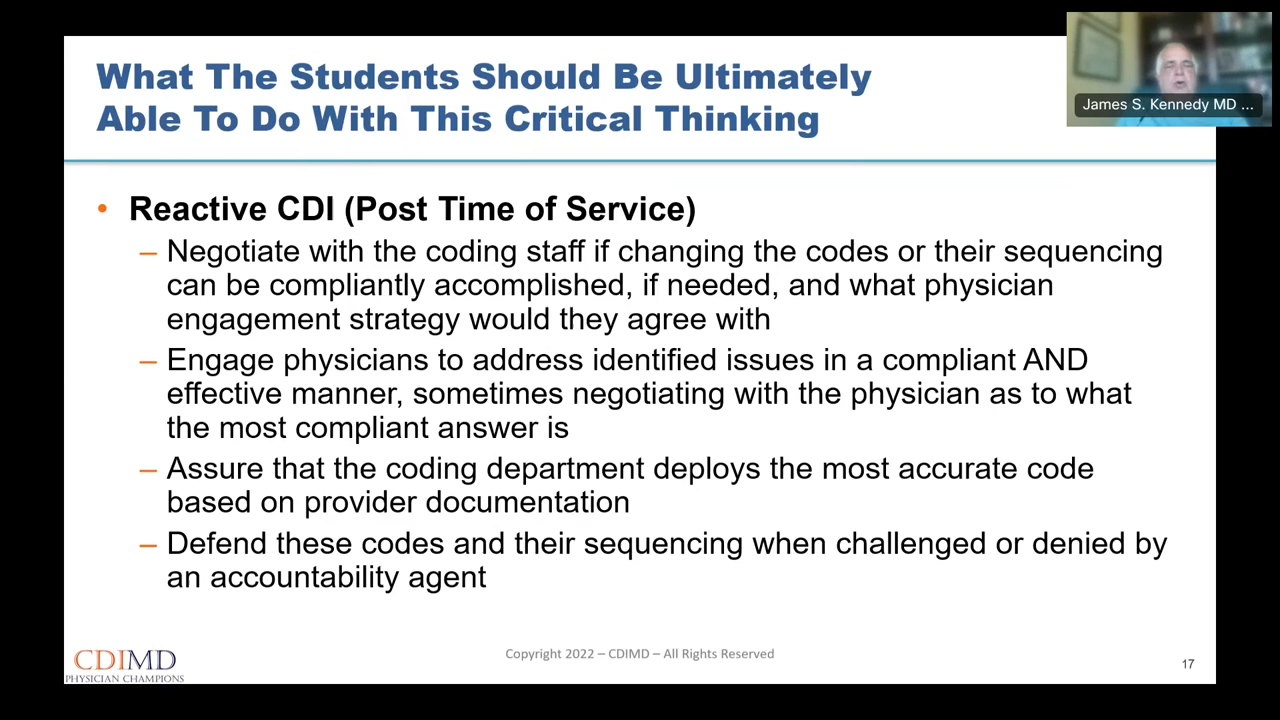 What The Students Should Be Ultimately
Able To Do With This Critical Thinking
James S. Kennedy MD ...
• Reactive CDI (Post Time of Service)
– Negotiate with the coding staff if changing the codes or their sequencing
can be compliantly accomplished, if needed, and what physician
engagement strategy would they agree with
– Engage physicians to address identified issues in a compliant AND
effective manner, sometimes negotiating with the physician as to what
the most compliant answer is
– Assure that the coding department deploys the most accurate code
based on provider documentation
– Defend these codes and their sequencing when challenged or denied by
an accountability agent
CDIMD
PHYSICIAN CHAMPIONS
Copyright 2022 – CDIMD – All Rights Reserved
17